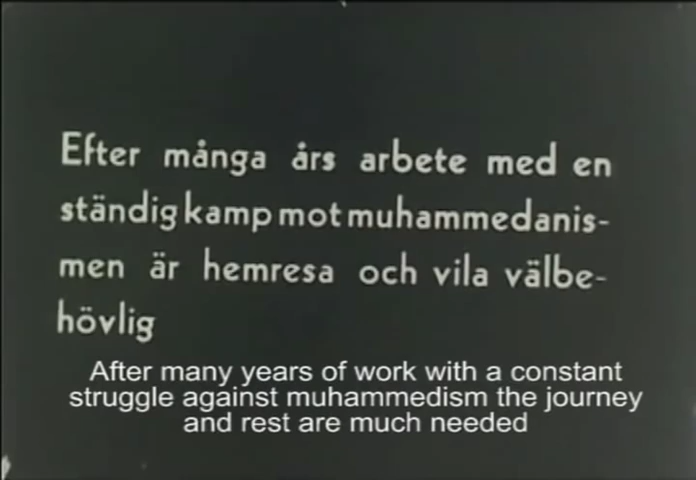 Efter många års arbete med en
ständig kamp mot muhammedanis-
men är hemresa och vila välbe-
hövlig
After many years of work with a constant
struggle against muhammedism the journey
and rest are much needed